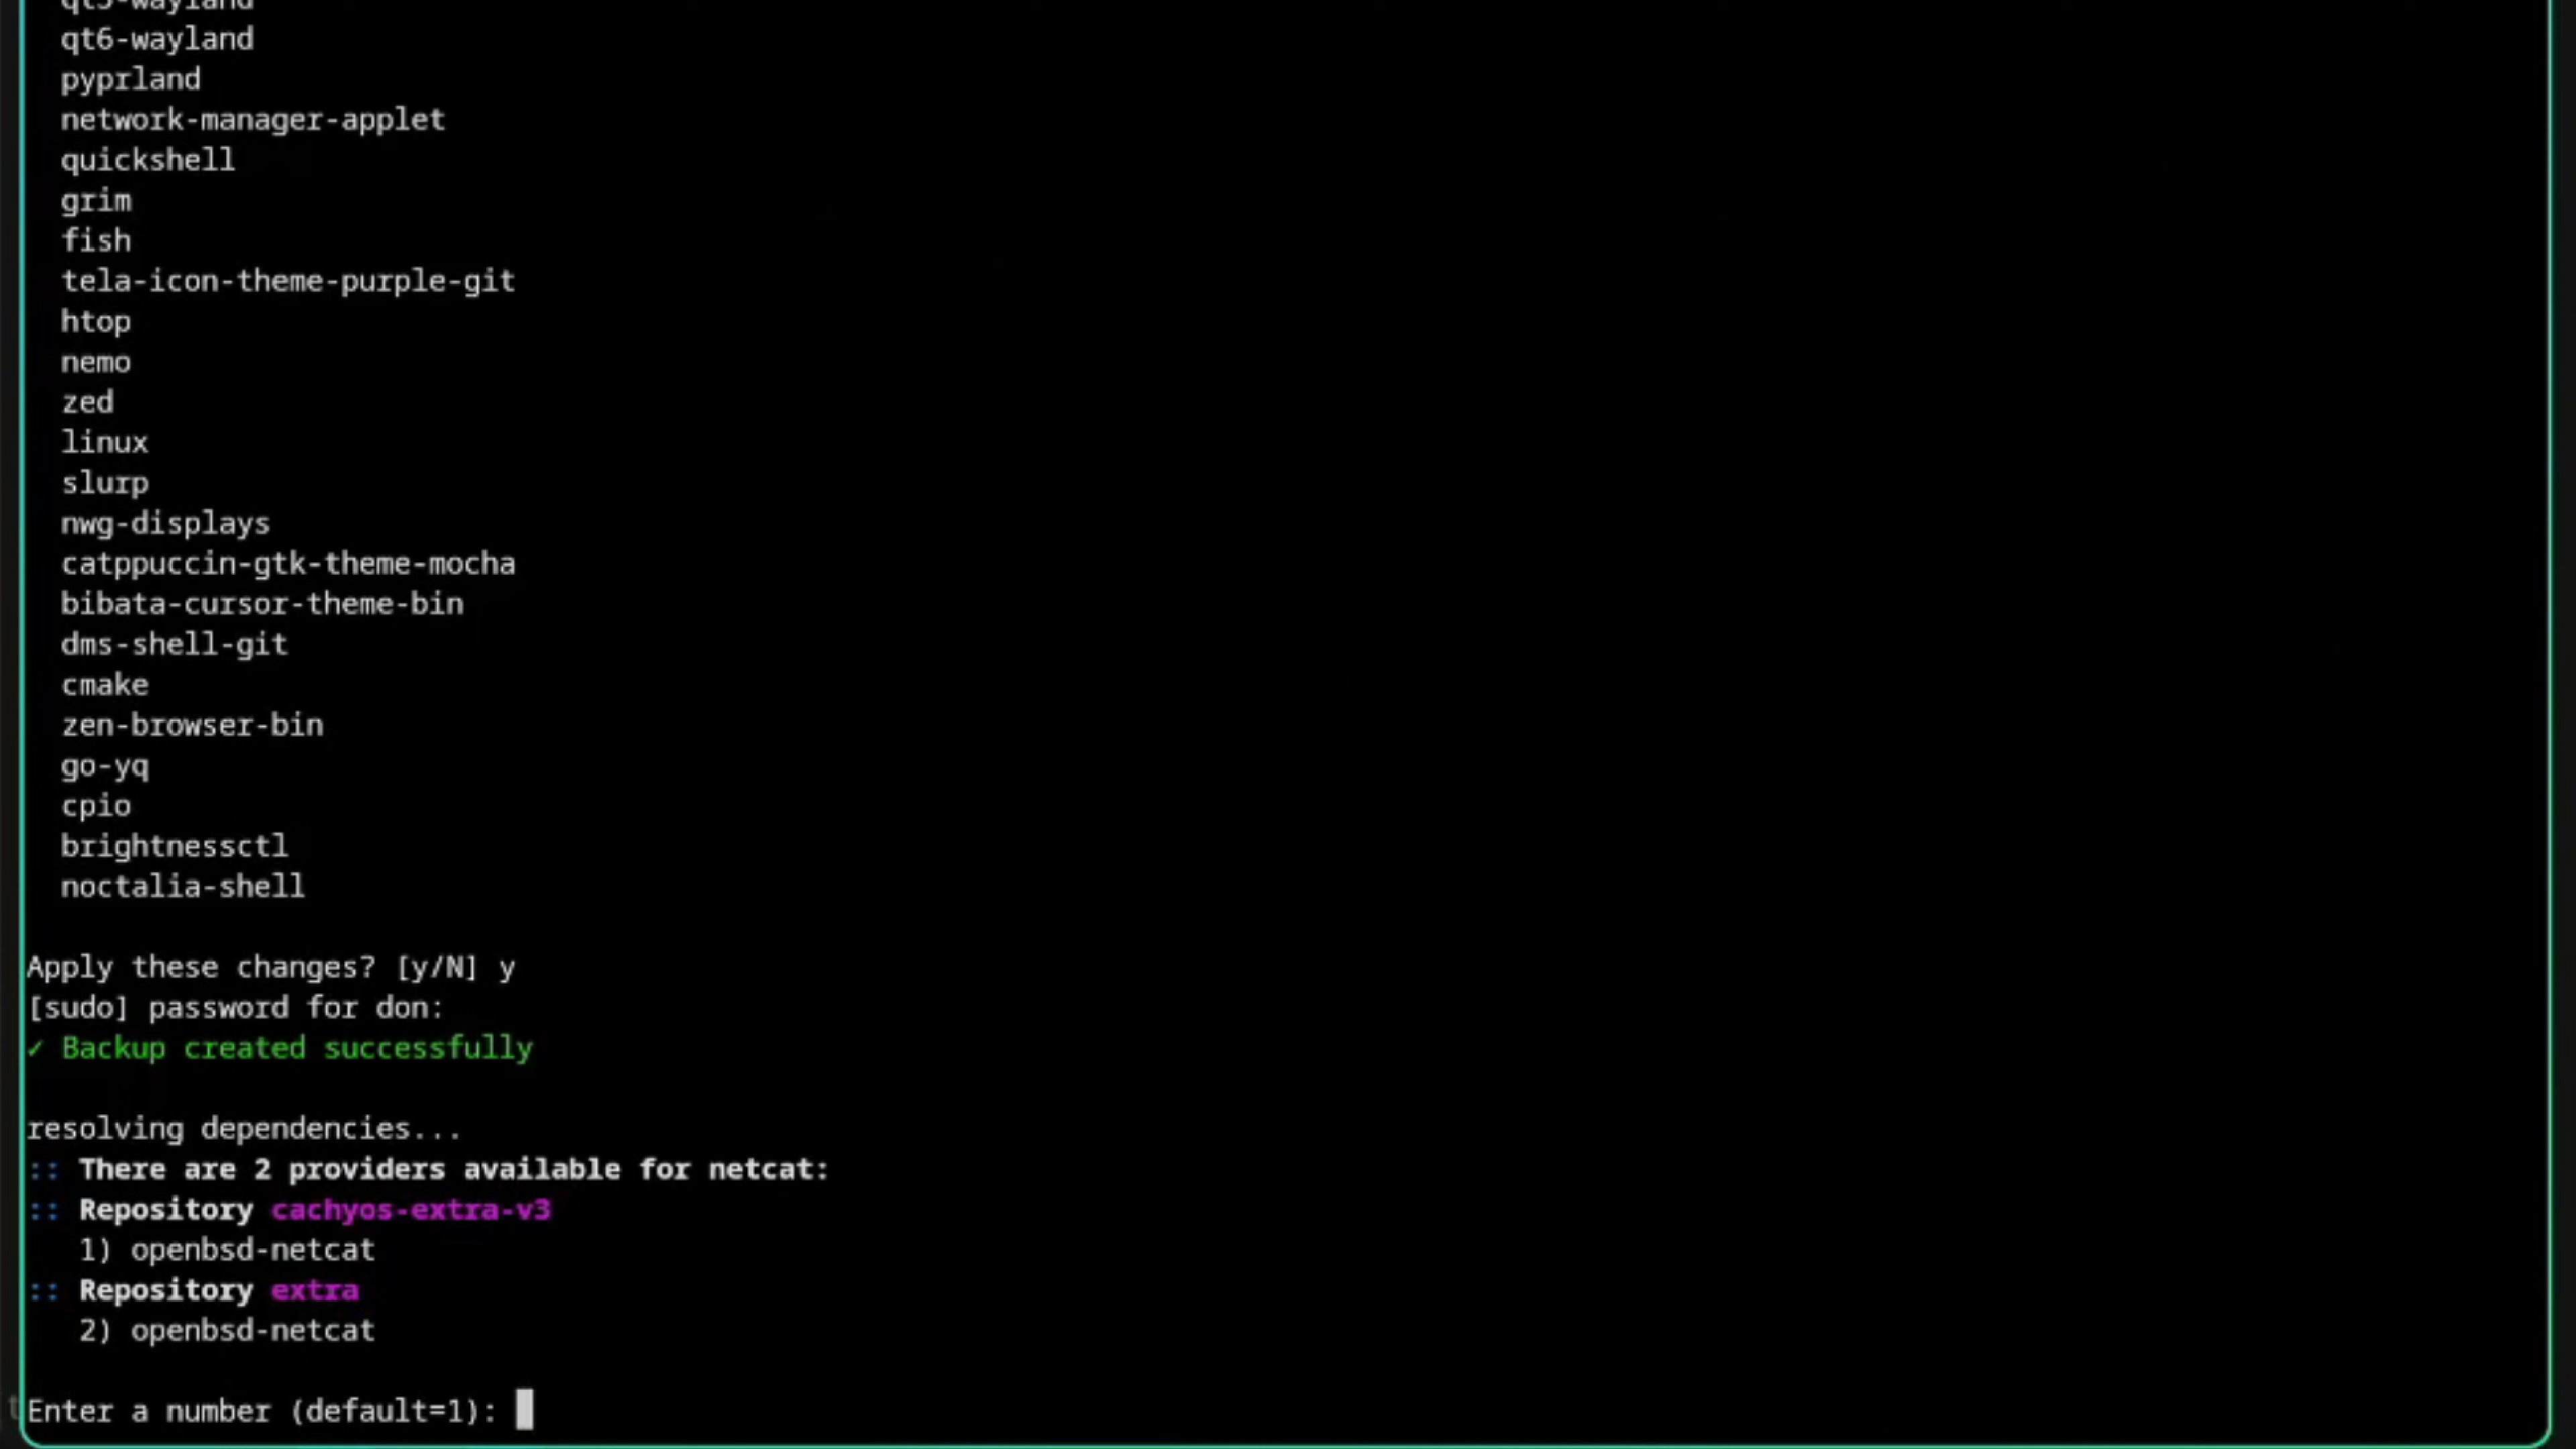 qt5-wayland
qt6-wayland
pyprland
network-manager-applet
quickshell
grim
fish
tela-icon-theme-purple-git
htop
nemo
zed
linux
slurp
nwg-displays
catppuccin-gtk-theme-mocha
bibata-cursor-theme-bin
dms-shell-git
cmake
zen-browser-bin
go-yq
cpio
brightnessctl
noctalia-shell
Apply these changes? [y/N] y
[sudo] password for don:
✓ Backup created successfully
resolving dependencies...
:: There are 2 providers available for netcat:
:: Repository cachyos-extra-v3
1) openbsd-netcat
:: Repository extra
2) openbsd-netcat
Enter a number (default=1):